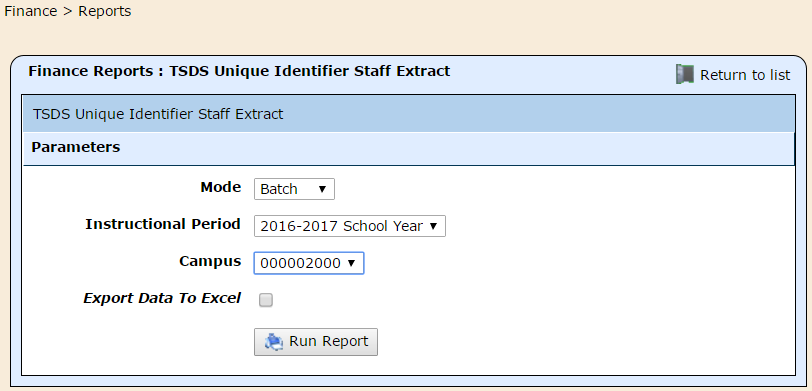 Finance > Reports
Finance Reports : TSDS Unique Identifier Staff Extract
Return to list
TSDS Unique Identifier Staff Extract
Parameters
Mode Batch
Instructional Period 2016-2017 School Year
Campus 000002000
Export Data To Excel
Run Report